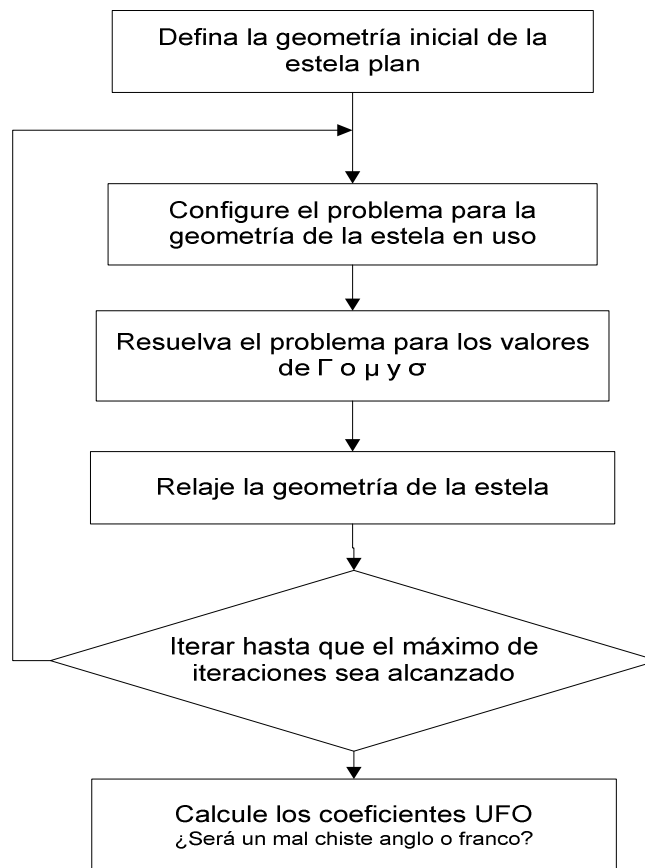 Defina la geometría inicial de la
estela plan
Configure el problema para la
geometría de la estela en uso
Resuelva el problema para los valores
de Γ o μ y σ
Relaje la geometría de la estela
Iterar hasta que el máximo de
iteraciones sea alcanzado
Calcule los coeficientes UFO
¿Será un mal chiste anglo o franco?